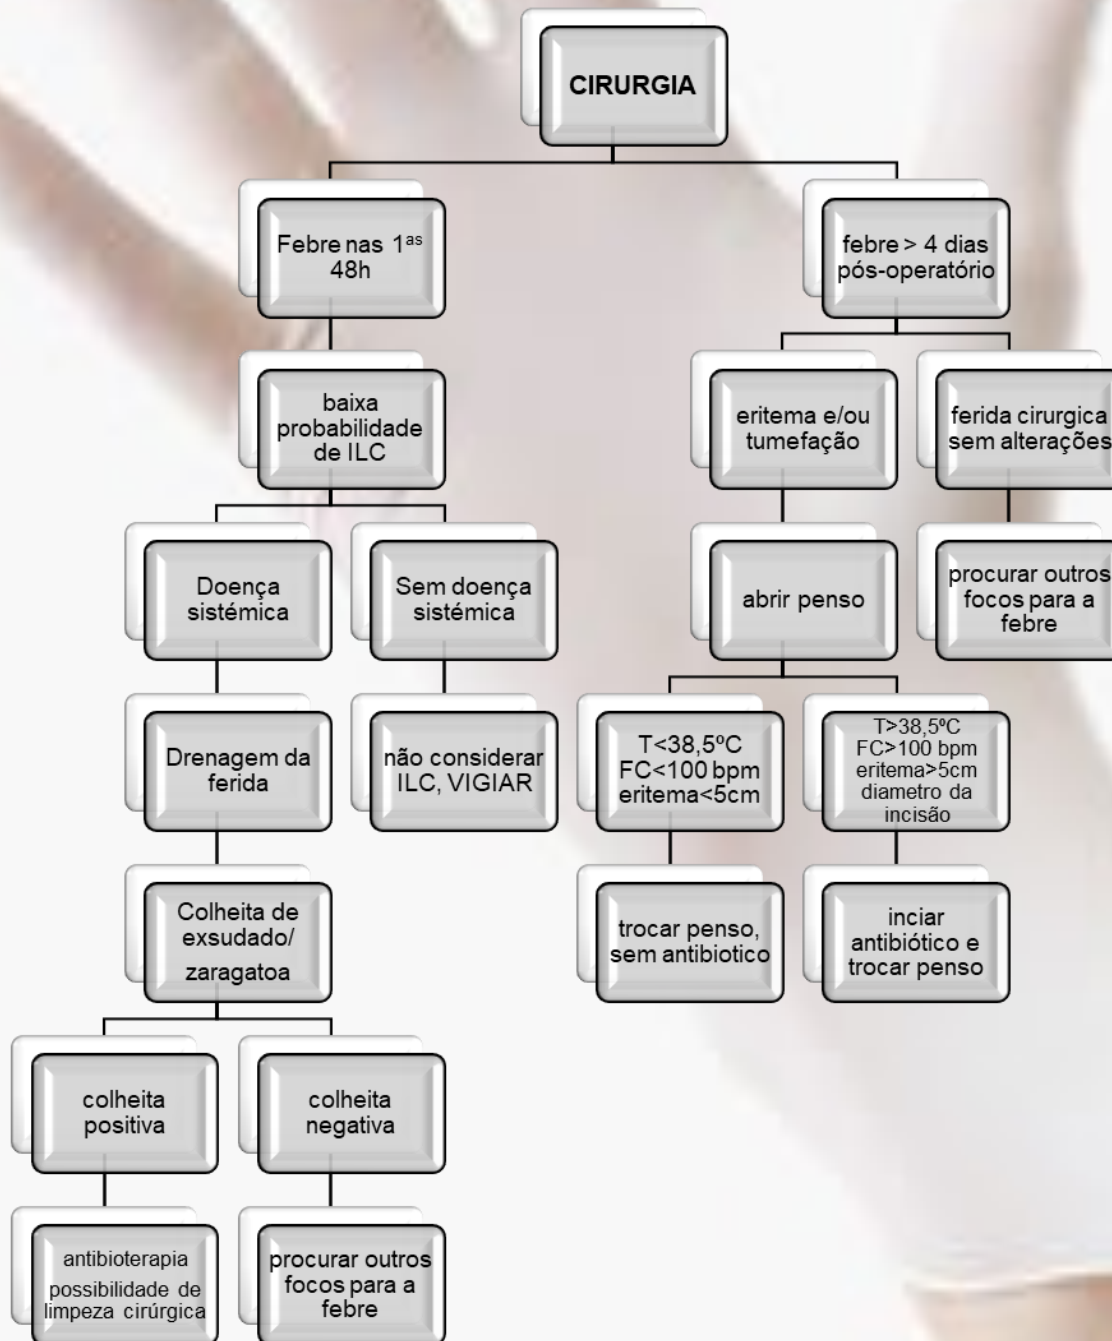 CIRURGIA
Febre nas 1ªs
48h
febre > 4 dias
pós-operatório
baixa
probabilidade
de ILC
eritema e/ou
tumefação
ferida cirurgica
sem alterações
Doença
sistémica
Sem doença
sistémica
abrir penso
procurar outros
focos para a
febre
Drenagem da
ferida
não considerar
ILC, VIGIAR
T<38,5ºC
FC<100 bpm
eritema<5cm
T>38,5ºC
FC>100 bpm
eritema>5cm
diametro da
incisão
Colheita de
exsudado/
zaragatoa
trocar penso,
sem antibiotico
inciar
antibiótico e
trocar penso
colheita
positiva
colheita
negativa
antibioterapia
possibilidade de
limpeza cirúrgica
procurar outros
focos para a
febre